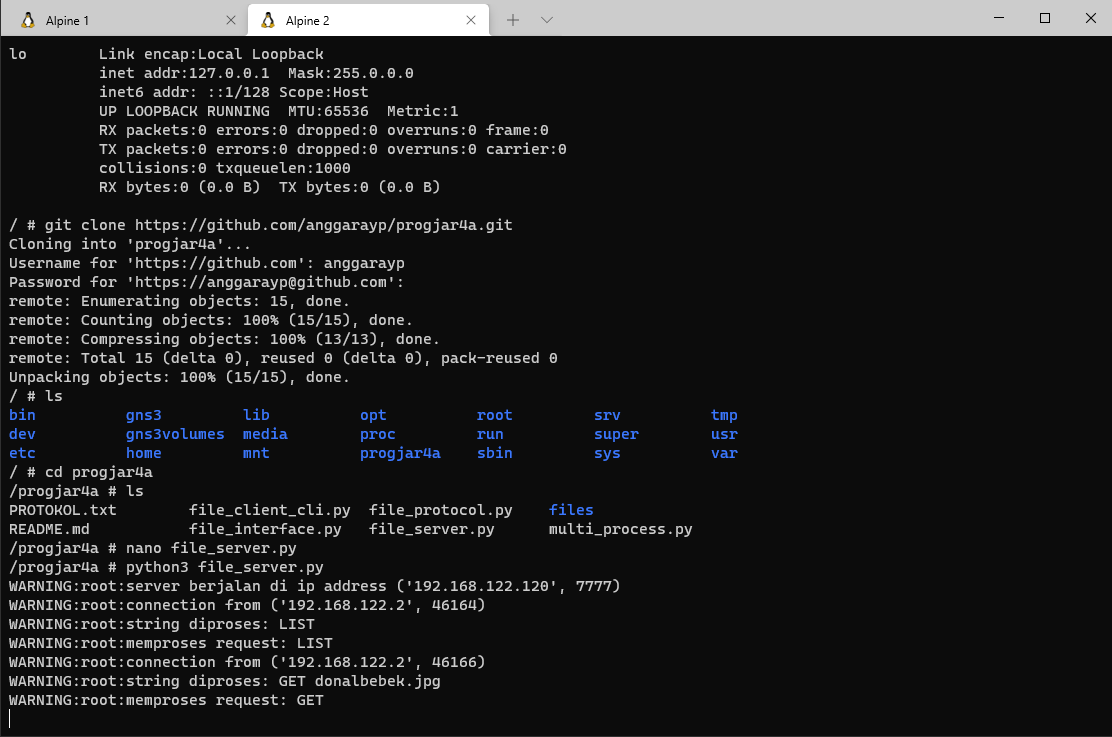 Alpine 1
Alpine 2
lo        Link encap:Local Loopback
          inet addr:127.0.0.1  Mask:255.0.0.0
          inet6 addr: ::1/128 Scope:Host
          UP LOOPBACK RUNNING  MTU:65536  Metric:1
          RX packets:0 errors:0 dropped:0 overruns:0 frame:0
          TX packets:0 errors:0 dropped:0 overruns:0 carrier:0
          collisions:0 txqueuelen:1000
          RX bytes:0 (0.0 B)  TX bytes:0 (0.0 B)

/ # git clone https://github.com/anggarayp/progjar4a.git
Cloning into 'progjar4a'...
Username for 'https://github.com': anggarayp
Password for 'https://anggarayp@github.com':
remote: Enumerating objects: 15, done.
remote: Counting objects: 100% (15/15), done.
remote: Compressing objects: 100% (13/13), done.
remote: Total 15 (delta 0), reused 0 (delta 0), pack-reused 0
Unpacking objects: 100% (15/15), done.
/ # ls
bin          gns3         lib          opt          root         srv          tmp
dev          gns3volumes  media        proc         run          super        usr
etc          home         mnt          progjar4a    sbin         sys          var
/ # cd progjar4a
/progjar4a # ls
PROTOKOL.txt        file_client_cli.py  file_protocol.py    files
README.md           file_interface.py   file_server.py      multi_process.py
/progjar4a # nano file_server.py
/progjar4a # python3 file_server.py
WARNING:root:server berjalan di ip address ('192.168.122.120', 7777)
WARNING:root:connection from ('192.168.122.2', 46164)
WARNING:root:string diproses: LIST
WARNING:root:memproses request: LIST
WARNING:root:connection from ('192.168.122.2', 46166)
WARNING:root:string diproses: GET donalbebek.jpg
WARNING:root:memproses request: GET